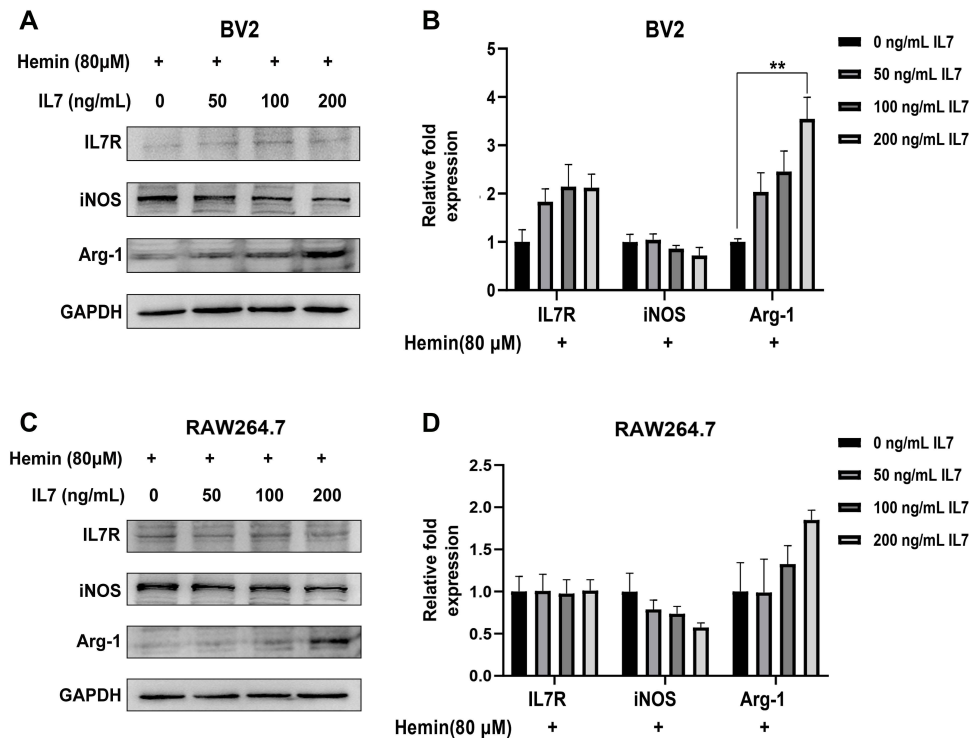 A
BV2
Hemin (80μM) + + + +
IL7 (ng/mL) 0 50 100 200
IL7R
iNOS
Arg-1
GAPDH
B
BV2
Relative fold
expression
5
4
3
2
1
0
**
IL7R iNOS Arg-1
Hemin(80 μM) + + +
0 ng/mL IL7
50 ng/mL IL7
100 ng/mL IL7
200 ng/mL IL7
C
RAW264.7
Hemin (80μM) + + + +
IL7 (ng/mL) 0 50 100 200
IL7R
iNOS
Arg-1
GAPDH
D
RAW264.7
Relative fold
expression
2.5
2.0
1.5
1.0
0.5
0.0
IL7R iNOS Arg-1
Hemin(80 μM) + + +
0 ng/mL IL7
50 ng/mL IL7
100 ng/mL IL7
200 ng/mL IL7